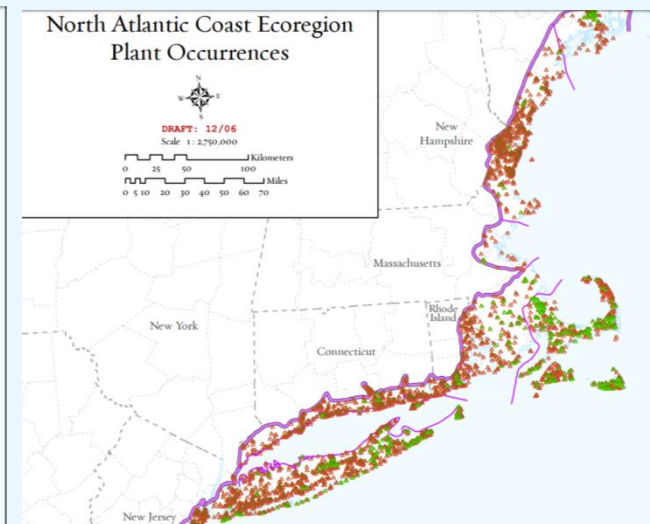 North Atlantic Coast Ecoregion
Plant Occurrences
N
W E
S
DRAFT: 12/06
Scale 1 : 2,750,000
Kilometers
0 25 50 100
Miles
0 5 10 20 30 40 50 60 70
New
Hampshire
Massachusetts
Rhode
Island
New York
Connecticut
New Jersey